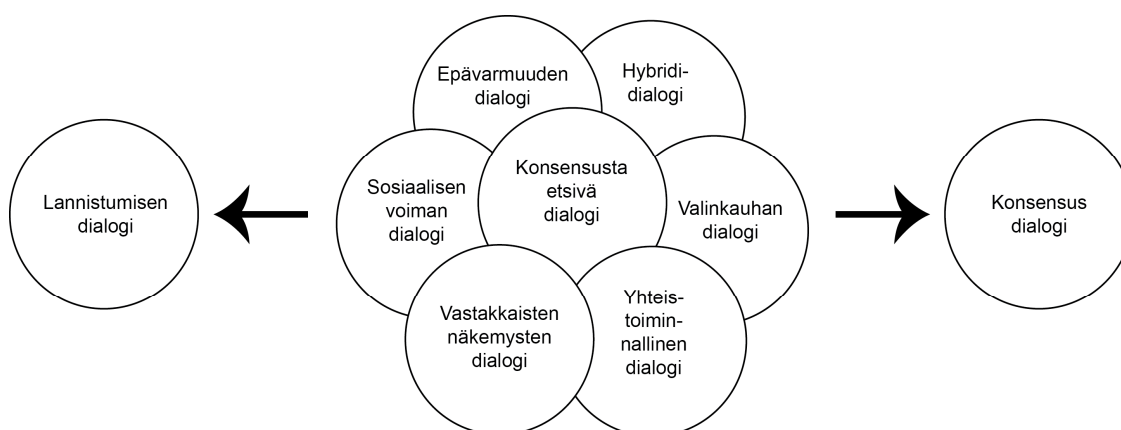 Epävarmuuden
dialogi
Hybridi-
dialogi
Lannistumisen
dialogi
Sosiaalisen
voiman
dialogi
Konsensusta
etsivä
dialogi
Valinkauhan
dialogi
Konsensus
dialogi
Vastakkaisten
näkemysten
dialogi
Yhteis-
toimin-
nallinen
dialogi